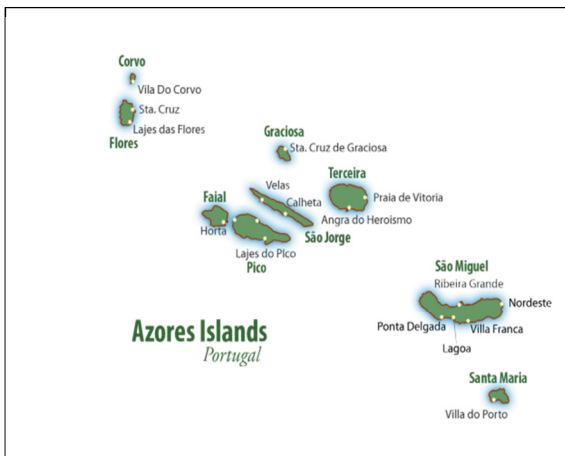 Corvo
Vila Do Corvo
Sta. Cruz
Lajes das Flores
Flores
Graciosa
Sta. Cruz de Graciosa
Terceira
Velas
Praia de Vitoria
Calheta
Faial
Angra do Heroismo
Horta
São Jorge
Lajes do PIco
Pico
São Miguel
Ribeira Grande
Nordeste
Ponta Delgada
Villa Franca
Lagoa
Azores Islands
Portugal
Santa Maria
Villa do Porto